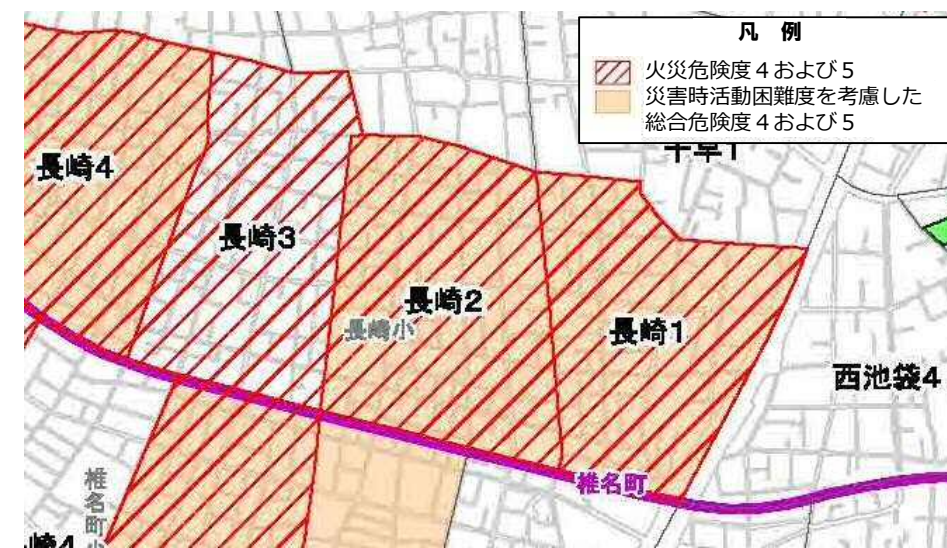 凡 例
火災危険度４および５
災害時活動困難度を考慮した
総合危険度４および５
千早1
長崎4
長崎3
長崎2
長崎小
長崎1
西池袋4
椎名町
椎名町小
崎4